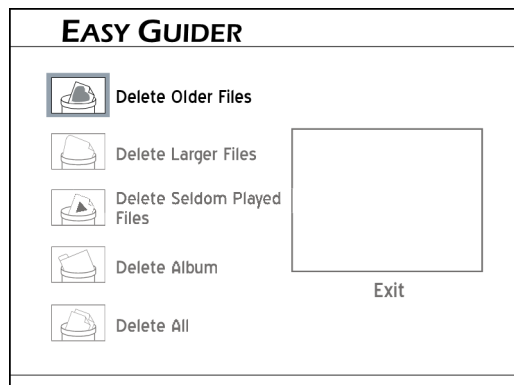 EASY GUIDER
Delete Older Files
Delete Larger Files
Delete Seldom Played
Files
Delete Album
Delete All
Exit